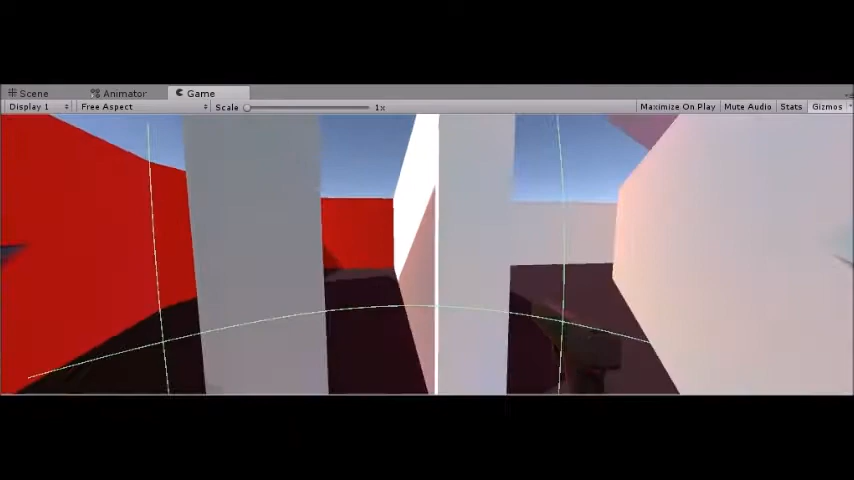 Scene Animator Game
Display 1 Free Aspect Scale 1x Maximize On Play Mute Audio Stats Gizmos